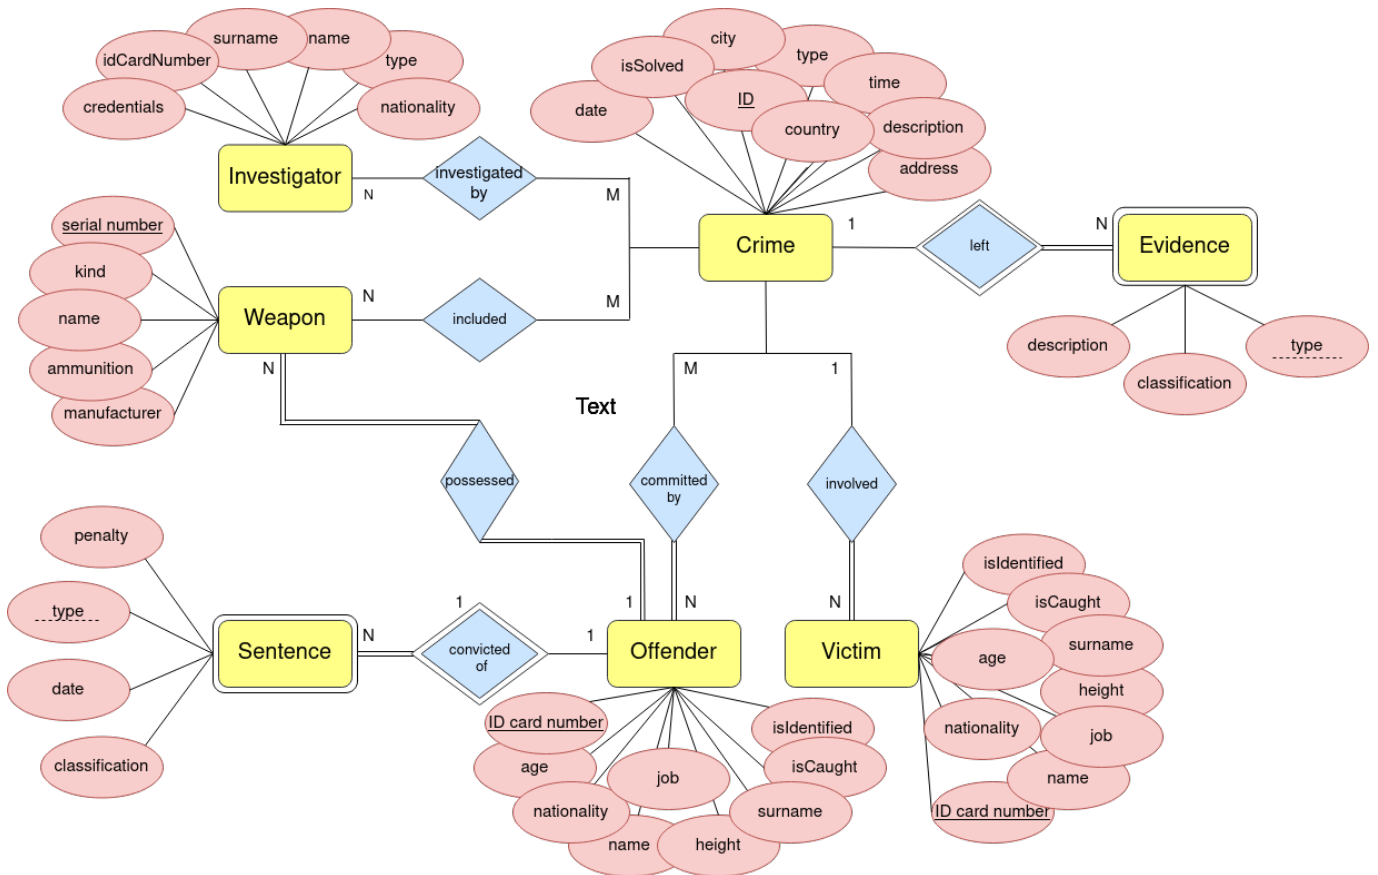 city
surname
name
type
isSolved
idCardNumber
type
time
credentials
nationality
date
ID
country
description
address
Investigator
investigated
by
N
M
serial number
kind
name
ammunition
manufacturer
Weapon
N
included
M
N
Crime
1
left
N
Evidence
description
classification
type
Text
M
1
possessed
committed
by
involved
penalty
type
date
classification
Sentence
N
1
convicted
of
1
1
N
Offender
N
Victim
isIdentified
isCaught
surname
age
height
nationality
job
name
ID card number
ID card number
age
nationality
name
job
height
surname
isCaught
isIdentified